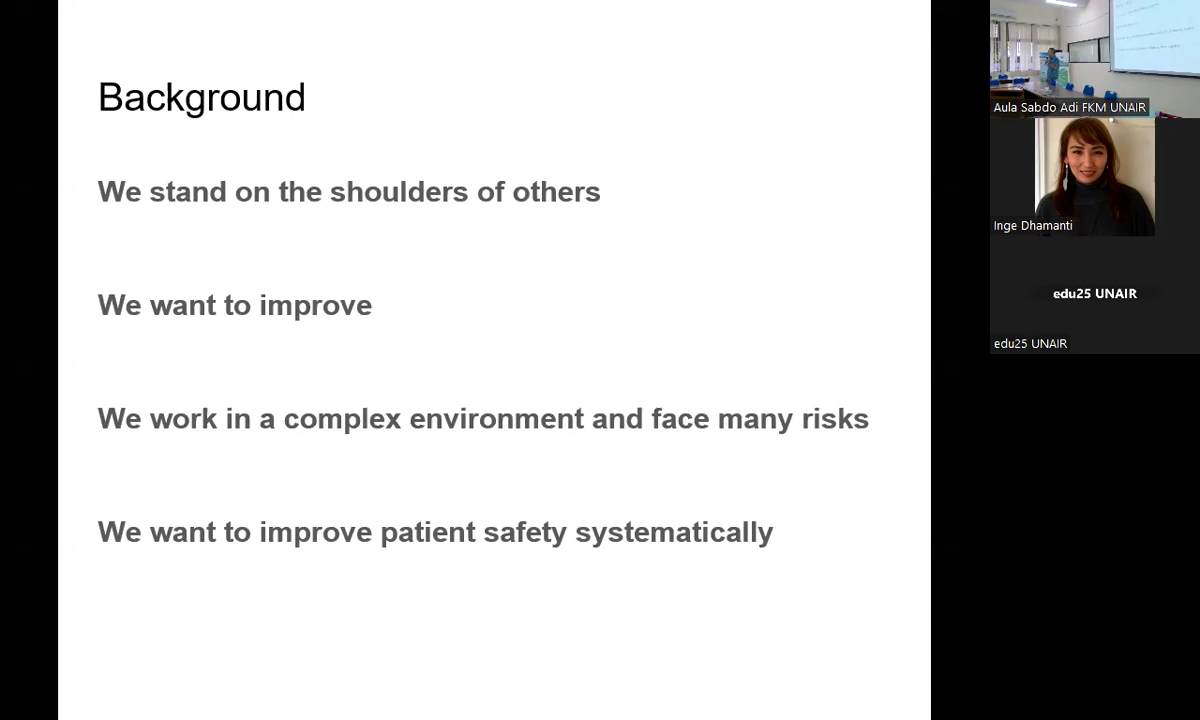 Background
We stand on the shoulders of others
We want to improve
We work in a complex environment and face many risks
We want to improve patient safety systematically
Aula Sabdo Adi FKM UNAIR
Inge Dhamanti
edu25 UNAIR
edu25 UNAIR